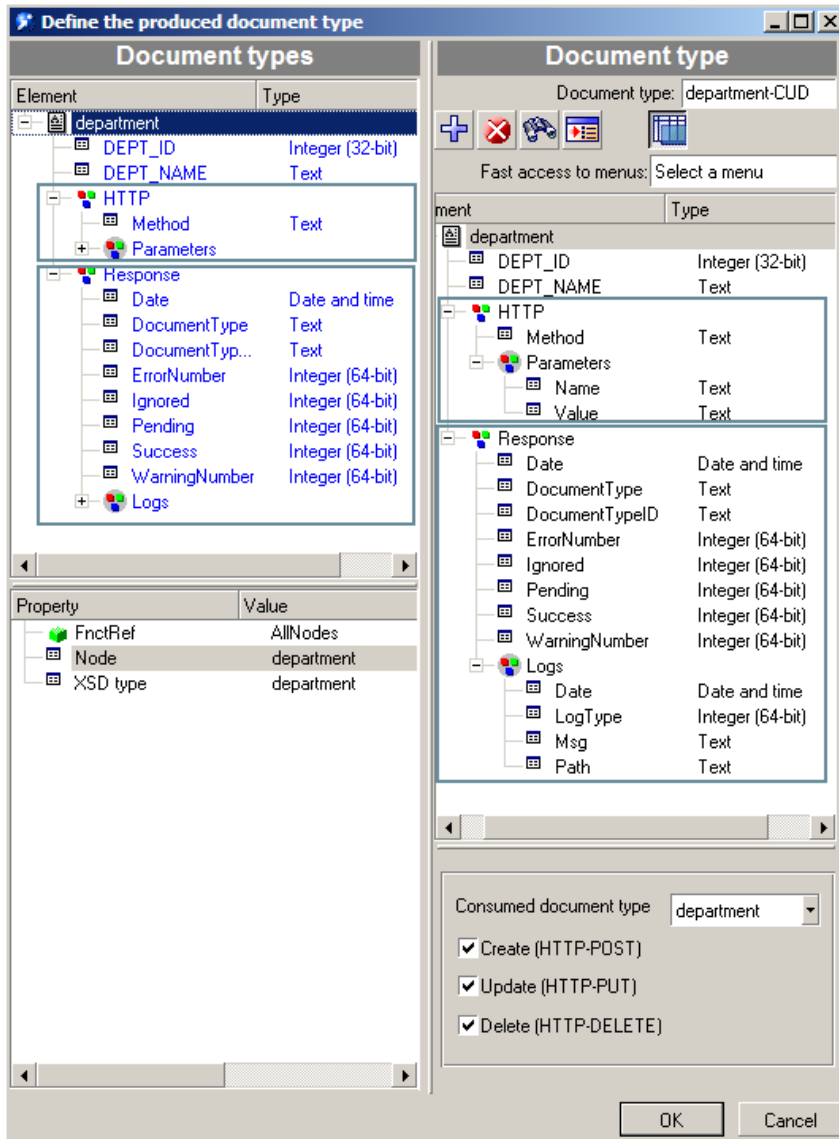 Define the produced document type
Document types
Element Type
department
DEPT_ID Integer (32-bit)
DEPT_NAME Text
HTTP
Method Text
Parameters
Response
Date Date and time
DocumentType Text
DocumentTyp... Text
ErrorNumber Integer (64-bit)
Ignored Integer (64-bit)
Pending Integer (64-bit)
Success Integer (64-bit)
WarningNumber Integer (64-bit)
Logs
Property Value
FnctRef AllNodes
Node department
XSD type department
Document type
Document type: department-CUD
Fast access to menus: Select a menu
ment Type
department
DEPT_ID Integer (32-bit)
DEPT_NAME Text
HTTP
Method Text
Parameters
Name Text
Value Text
Response
Date Date and time
DocumentType Text
DocumentTypeID Text
ErrorNumber Integer (64-bit)
Ignored Integer (64-bit)
Pending Integer (64-bit)
Success Integer (64-bit)
WarningNumber Integer (64-bit)
Logs
Date Date and time
LogType Integer (64-bit)
Msg Text
Path Text
Consumed document type department
Create (HTTP-POST)
Update (HTTP-PUT)
Delete (HTTP-DELETE)
OK Cancel